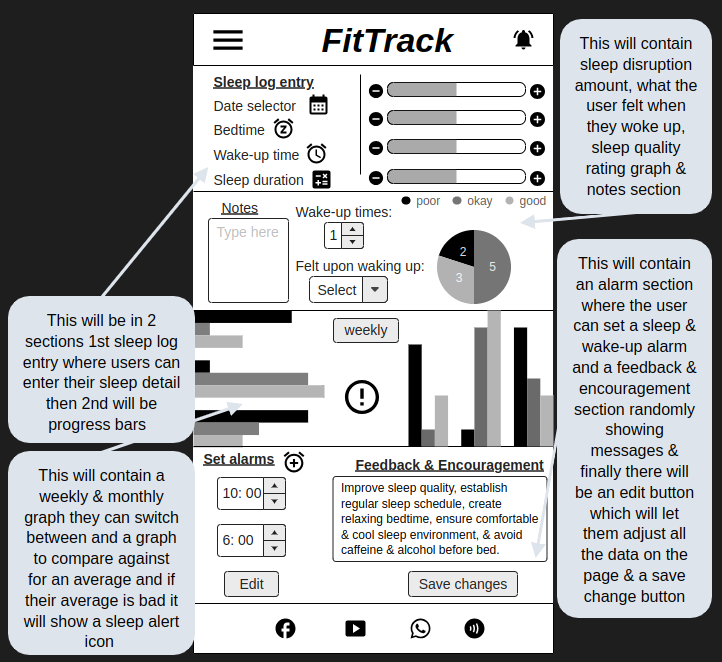 FitTrack
Sleep log entry
Date selector
Bedtime
Wake-up time
Sleep duration
poor okay good
Notes
Type here
Wake-up times:
1
Felt upon waking up:
Select
2
5
3
weekly
Set alarms
10: 00
6: 00
Edit
Feedback & Encouragement
Improve sleep quality, establish
regular sleep schedule, create
relaxing bedtime, ensure comfortable
& cool sleep environment, & avoid
caffeine & alcohol before bed.
Save changes
This will contain
sleep disruption
amount, what the
user felt when
they woke up,
sleep quality
rating graph &
notes section
This will contain
an alarm section
where the user
can set a sleep &
wake-up alarm
and a feedback &
encouragement
section randomly
showing
messages &
finally there will
be an edit button
which will let
them adjust all
the data on the
page & a save
change button
This will be in 2
sections 1st sleep log
entry where users can
enter their sleep detail
then 2nd will be
progress bars
This will contain a
weekly & monthly
graph they can switch
between and a graph
to compare against
for an average and if
their average is bad it
will show a sleep alert
icon